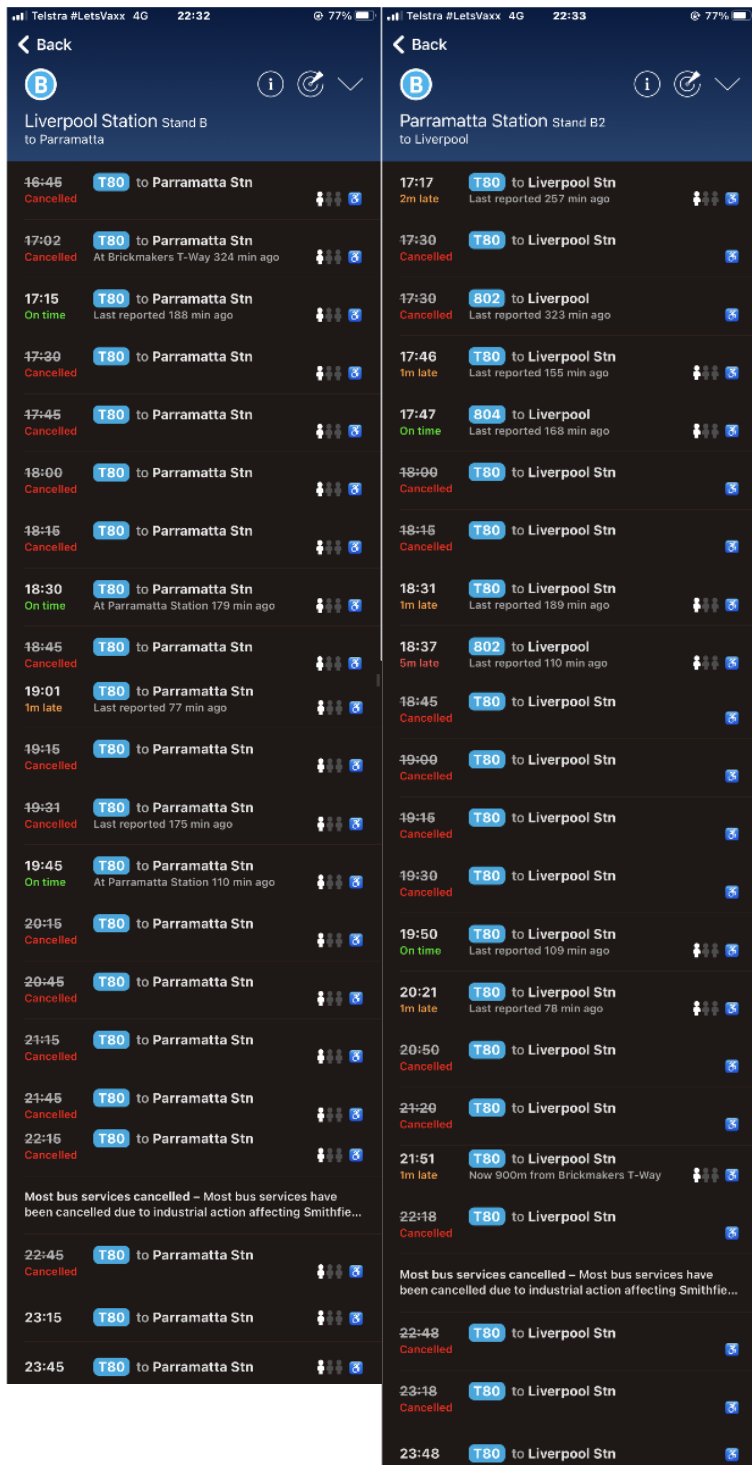 Telstra #LetsVaxx 4G 22:32 77%
Back
B
Liverpool Station Stand B
to Parramatta
16:45 T80 to Parramatta Stn
Cancelled
17:02 T80 to Parramatta Stn
Cancelled At Brickmakers T-Way 324 min ago
17:15 T80 to Parramatta Stn
On time Last reported 188 min ago
17:30 T80 to Parramatta Stn
Cancelled
17:45 T80 to Parramatta Stn
Cancelled
18:00 T80 to Parramatta Stn
Cancelled
18:15 T80 to Parramatta Stn
Cancelled
18:30 T80 to Parramatta Stn
On time At Parramatta Station 179 min ago
18:45 T80 to Parramatta Stn
Cancelled
19:01 T80 to Parramatta Stn
1m late Last reported 77 min ago
19:15 T80 to Parramatta Stn
Cancelled
19:31 T80 to Parramatta Stn
Cancelled Last reported 175 min ago
19:45 T80 to Parramatta Stn
On time At Parramatta Station 110 min ago
20:15 T80 to Parramatta Stn
Cancelled
20:45 T80 to Parramatta Stn
Cancelled
21:15 T80 to Parramatta Stn
Cancelled
21:45 T80 to Parramatta Stn
Cancelled
22:15 T80 to Parramatta Stn
Cancelled
Most bus services cancelled – Most bus services have
been cancelled due to industrial action affecting Smithfie...
22:45 T80 to Parramatta Stn
Cancelled
23:15 T80 to Parramatta Stn
23:45 T80 to Parramatta Stn
Telstra #LetsVaxx 4G 22:33 77%
Back
B
Parramatta Station Stand B2
to Liverpool
17:17 T80 to Liverpool Stn
2m late Last reported 257 min ago
17:30 T80 to Liverpool Stn
Cancelled
17:30 802 to Liverpool
Cancelled Last reported 323 min ago
17:46 T80 to Liverpool Stn
1m late Last reported 155 min ago
17:47 804 to Liverpool
On time Last reported 168 min ago
18:00 T80 to Liverpool Stn
Cancelled
18:15 T80 to Liverpool Stn
Cancelled
18:31 T80 to Liverpool Stn
1m late Last reported 189 min ago
18:37 802 to Liverpool
5m late Last reported 110 min ago
18:45 T80 to Liverpool Stn
Cancelled
19:00 T80 to Liverpool Stn
Cancelled
19:15 T80 to Liverpool Stn
Cancelled
19:30 T80 to Liverpool Stn
Cancelled
19:50 T80 to Liverpool Stn
On time Last reported 109 min ago
20:21 T80 to Liverpool Stn
1m late Last reported 78 min ago
20:50 T80 to Liverpool Stn
Cancelled
21:20 T80 to Liverpool Stn
Cancelled
21:51 T80 to Liverpool Stn
1m late Now 900m from Brickmakers T-Way
22:18 T80 to Liverpool Stn
Cancelled
Most bus services cancelled – Most bus services have
been cancelled due to industrial action affecting Smithfie...
22:48 T80 to Liverpool Stn
Cancelled
23:18 T80 to Liverpool Stn
Cancelled
23:48 T80 to Liverpool Stn